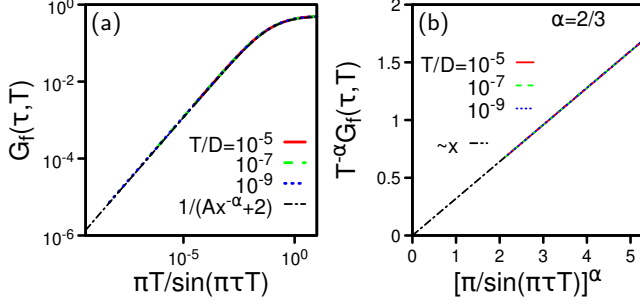 (a)
10⁰
10⁻²
10⁻⁴
10⁻⁶
G_f(τ,T)
T/D=10⁻⁵
10⁻⁷
10⁻⁹
1/(Ax^-α+2)
10⁻⁵
10⁰
πT/sin(πτT)
(b)
α=2/3
2
1.5
1
0.5
0
T^-αG_f(τ,T)
T/D=10⁻⁵
10⁻⁷
10⁻⁹
~x
0 1 2 3 4 5
[π/sin(πτT)]^α